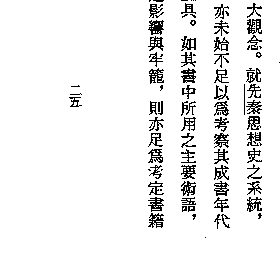 大觀念。就先秦思想史之系統，
亦未始不足以爲考察其成書年代
具。如其書中所用之主要術語，
影響與牢籠，則亦足爲考定書籍
二五